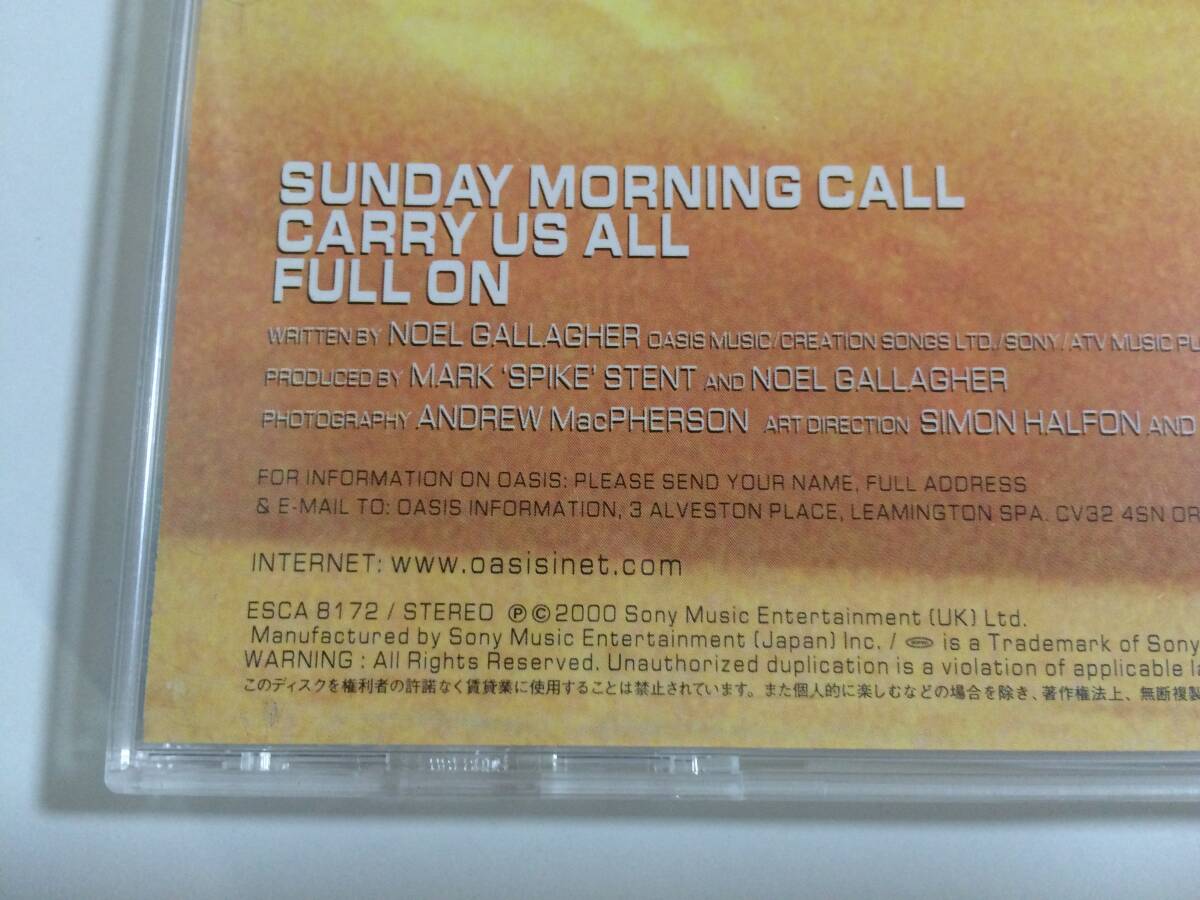 SUNDAY MORNING CALL
CARRY US ALL
FULL ON
WRITTEN BY NOEL GALLAGHER OASIS MUSIC/CREATION SONGS LTD./SONY/ATV MUSIC PU
PRODUCED BY MARK 'SPIKE' STENT AND NOEL GALLAGHER
PHOTOGRAPHY ANDREW MacPHERSON ART DIRECTION SIMON HALFON AND
FOR INFORMATION ON OASIS: PLEASE SEND YOUR NAME, FULL ADDRESS
& E-MAIL TO: OASIS INFORMATION, 3 ALVESTON PLACE, LEAMINGTON SPA. CV32 4SN OR
INTERNET: www.oasisinet.com
ESCA 8172 / STEREO ℗©2000 Sony Music Entertainment (UK) Ltd.
Manufactured by Sony Music Entertainment (Japan) Inc. / is a Trademark of Sony
WARNING : All Rights Reserved. Unauthorized duplication is a violation of applicable la
このディスクを権利者の許諾なく賃貸業に使用することは禁止されています。また個人的に楽しむなどの場合を除き、著作権法上、無断複製